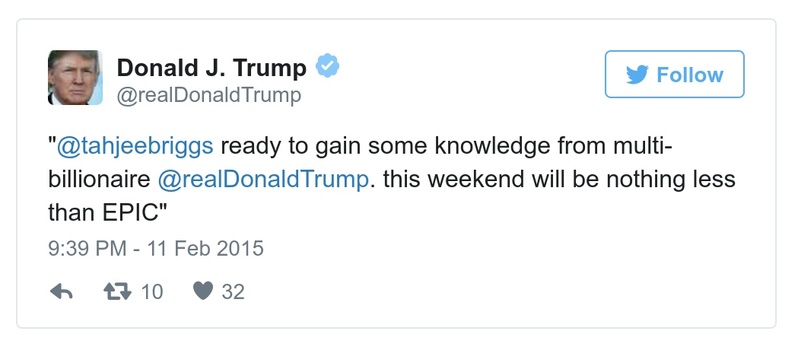 Donald J. Trump
Follow
@realDonaldTrump
"@tahjeebriggs ready to gain some knowledge from multi-
billionaire @realDonaldTrump. this weekend will be nothing less
than EPIC"
9:39 PM - 11 Feb 2015
10 32